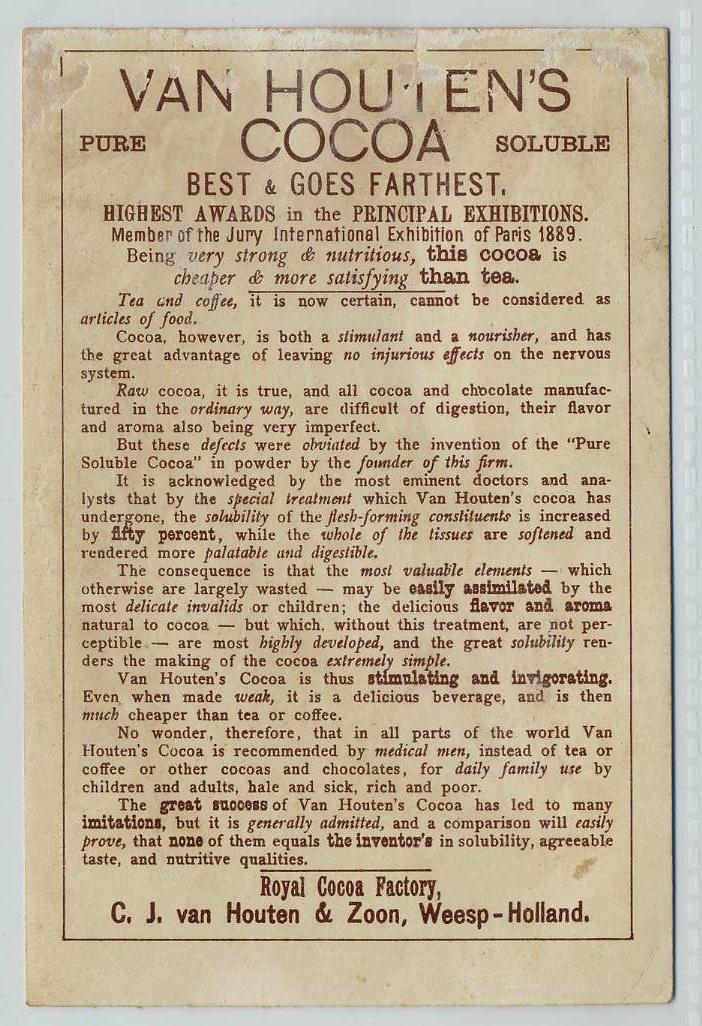 VAN HOUTEN'S
PURE COCOA SOLUBLE
BEST & GOES FARTHEST.
HIGHEST AWARDS in the PRINCIPAL EXHIBITIONS.
Member of the Jury International Exhibition of Paris 1889.
Being very strong & nutritious, this cocoa is
cheaper & more satisfying than tea.
Tea and coffee, it is now certain, cannot be considered as
articles of food.
Cocoa, however, is both a stimulant and a nourisher, and has
the great advantage of leaving no injurious effects on the nervous
system.
Raw cocoa, it is true, and all cocoa and chocolate manufac-
tured in the ordinary way, are difficult of digestion, their flavor
and aroma also being very imperfect.
But these defects were obviated by the invention of the "Pure
Soluble Cocoa" in powder by the founder of this firm.
It is acknowledged by the most eminent doctors and ana-
lysts that by the special treatment which Van Houten's cocoa has
undergone, the solubility of the flesh-forming constituents is increased
by fifty percent, while the whole of the tissues are softened and
rendered more palatable and digestible.
The consequence is that the most valuable elements — which
otherwise are largely wasted — may be easily assimilated by the
most delicate invalids or children; the delicious flavor and aroma
natural to cocoa — but which, without this treatment, are not per-
ceptible — are most highly developed, and the great solubility ren-
ders the making of the cocoa extremely simple.
Van Houten's Cocoa is thus stimulating and invigorating.
Even when made weak, it is a delicious beverage, and is then
much cheaper than tea or coffee.
No wonder, therefore, that in all parts of the world Van
Houten's Cocoa is recommended by medical men, instead of tea or
coffee or other cocoas and chocolates, for daily family use by
children and adults, hale and sick, rich and poor.
The great success of Van Houten's Cocoa has led to many
imitations, but it is generally admitted, and a comparison will easily
prove, that none of them equals the inventor's in solubility, agreeable
taste, and nutritive qualities.
Royal Cocoa Factory,
C. J. van Houten & Zoon, Weesp-Holland.